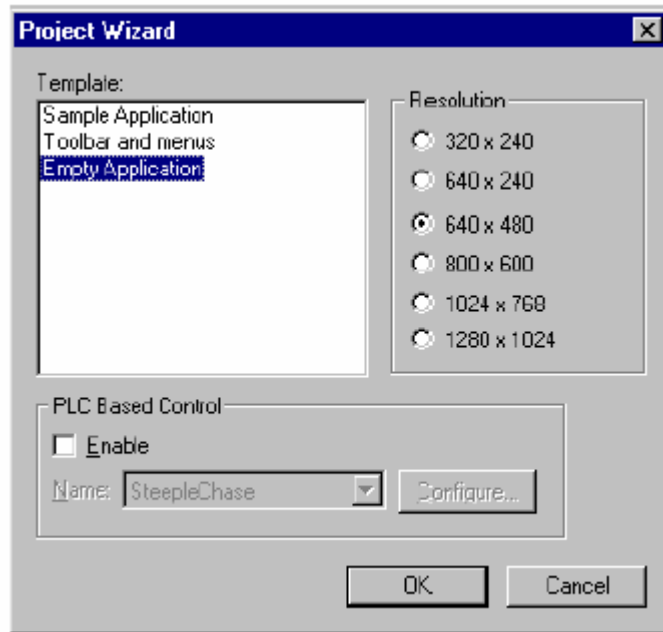 Project Wizard
Template:
Sample Application
Toolbar and menus
Empty Application
Resolution
320 x 240
640 x 240
640 x 480
800 x 600
1024 x 768
1280 x 1024
PLC Based Control
Enable
Name: SteepleChase Configure...
OK Cancel